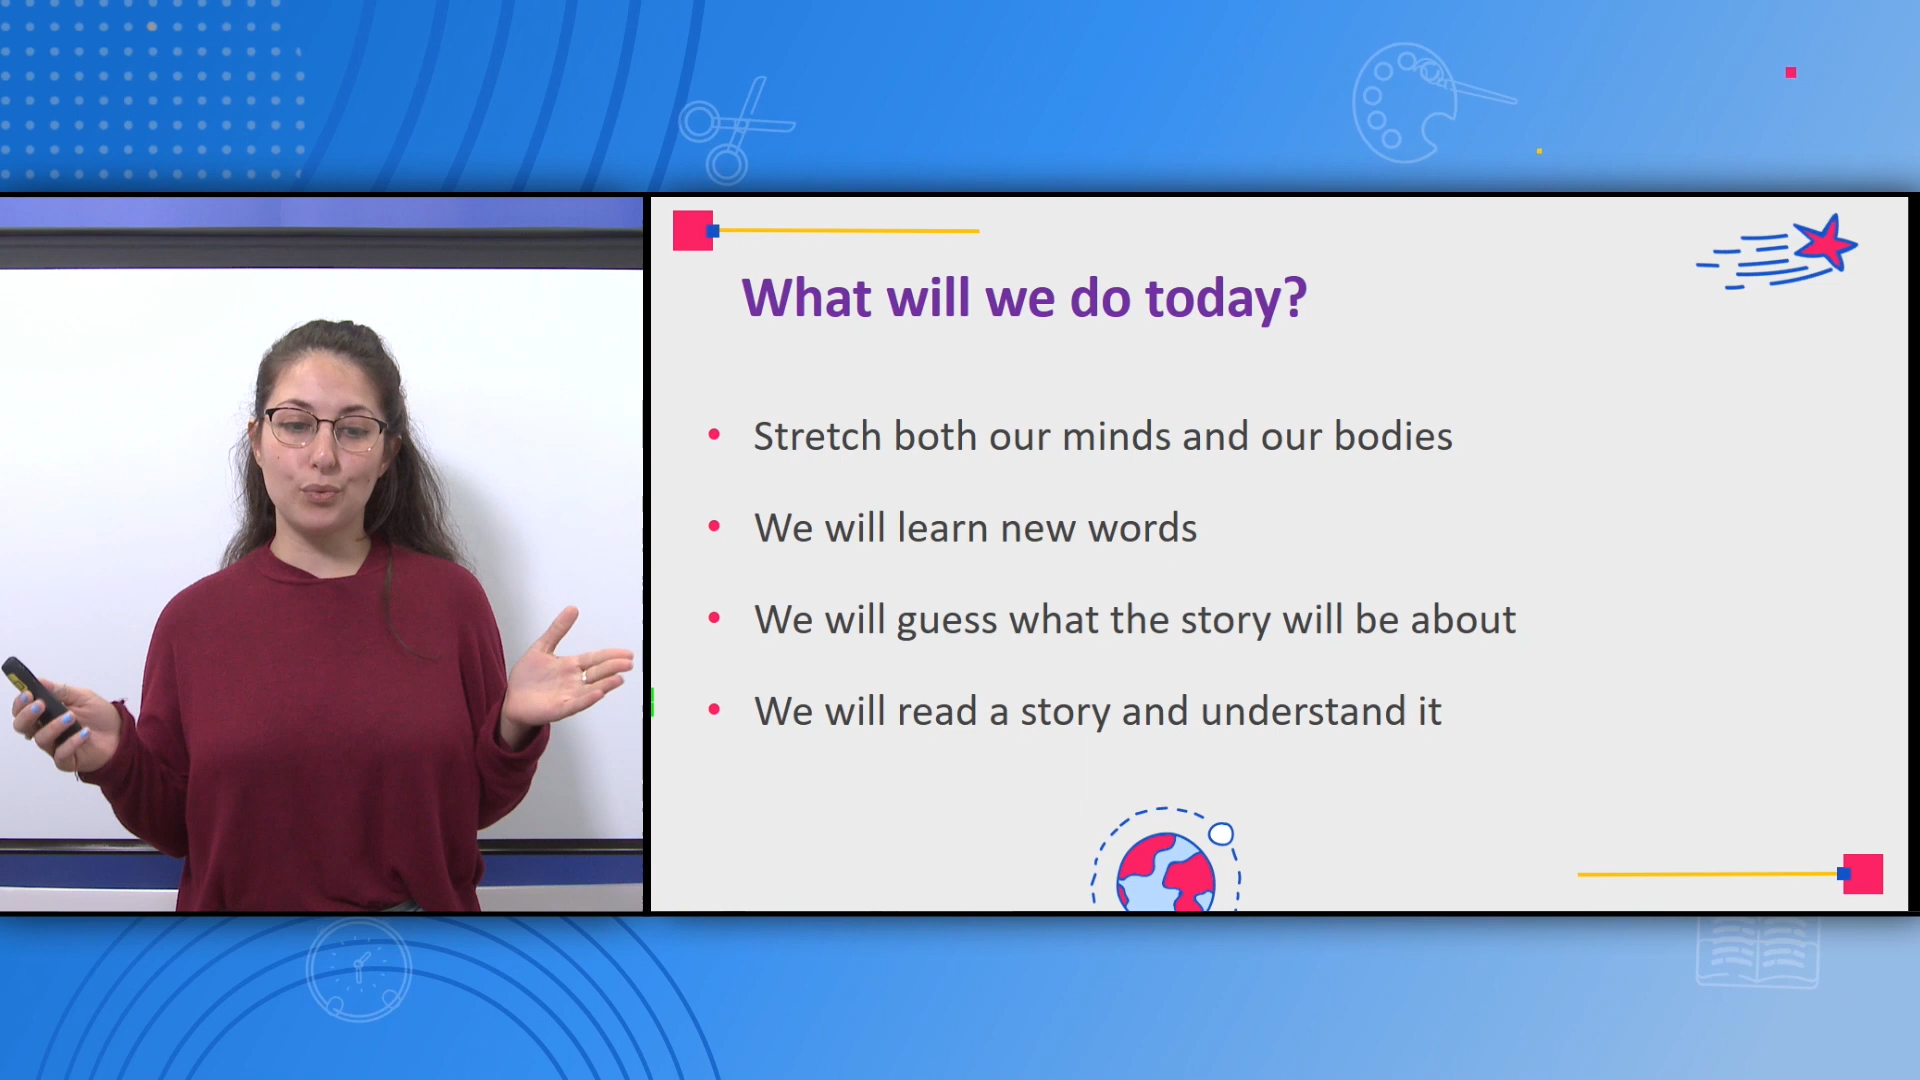 What will we do today?
• Stretch both our minds and our bodies
• We will learn new words
• We will guess what the story will be about
• We will read a story and understand it